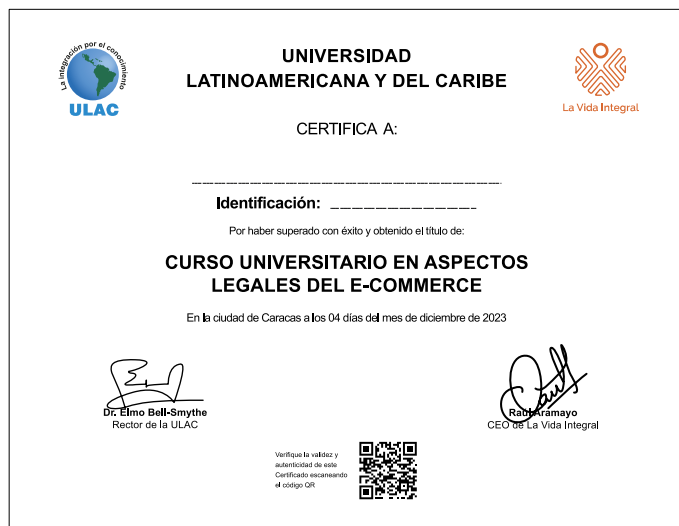 La integración por el conocimiento
ULAC
UNIVERSIDAD
LATINOAMERICANA Y DEL CARIBE
La Vida Integral
CERTIFICA A:
Identificación:
Por haber superado con éxito y obtenido el título de:
CURSO UNIVERSITARIO EN ASPECTOS
LEGALES DEL E-COMMERCE
En la ciudad de Caracas a los 04 días del mes de diciembre de 2023
Dr. Elmo Bell-Smythe
Rector de la ULAC
Raúl Aramayo
CEO de La Vida Integral
Verifique la validez y
autenticidad de este
Certificado escaneando
el código QR